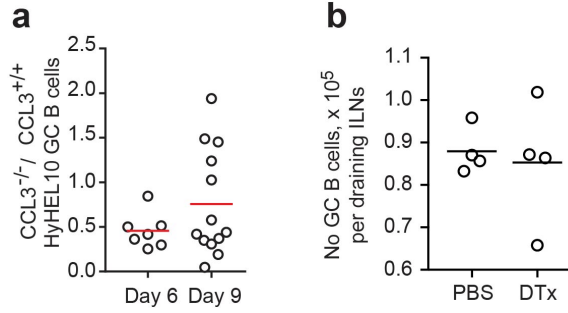 a
CCL3-/-/ CCL3+/+
HyHEL10 GC B cells
2.5
2.0
1.5
1.0
0.5
0.0
Day 6
Day 9
b
No GC B cells, x 10⁵
per draining ILNs
1.1
1.0
0.9
0.8
0.7
0.6
PBS
DTx